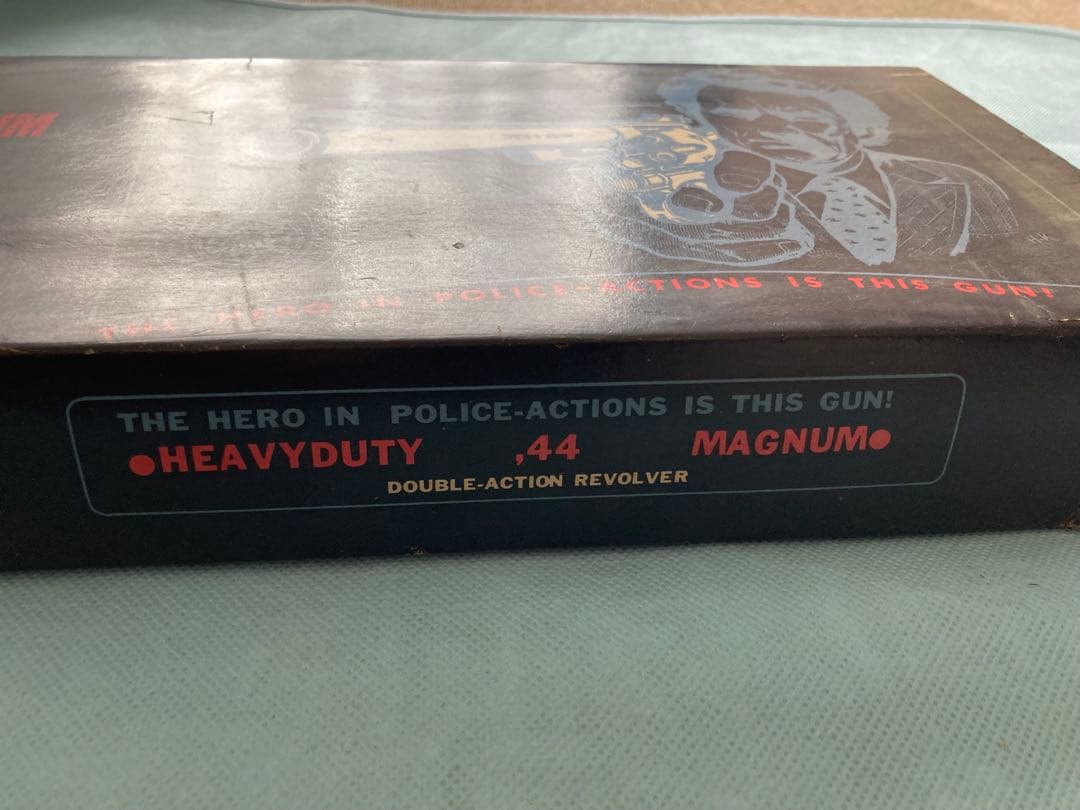 THE HERO IN POLICE-ACTIONS IS THIS GUN!
THE HERO IN POLICE-ACTIONS IS THIS GUN!
●HEAVYDUTY ,44 MAGNUM●
DOUBLE-ACTION REVOLVER